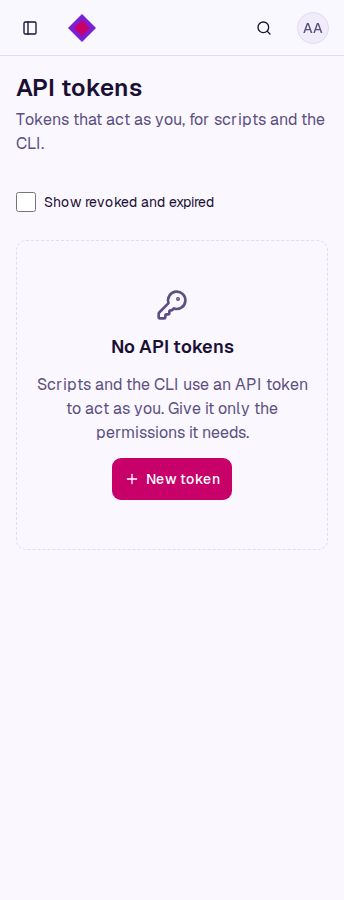 AA
API tokens
Tokens that act as you, for scripts and the
CLI.
Show revoked and expired
No API tokens
Scripts and the CLI use an API token
to act as you. Give it only the
permissions it needs.
New token